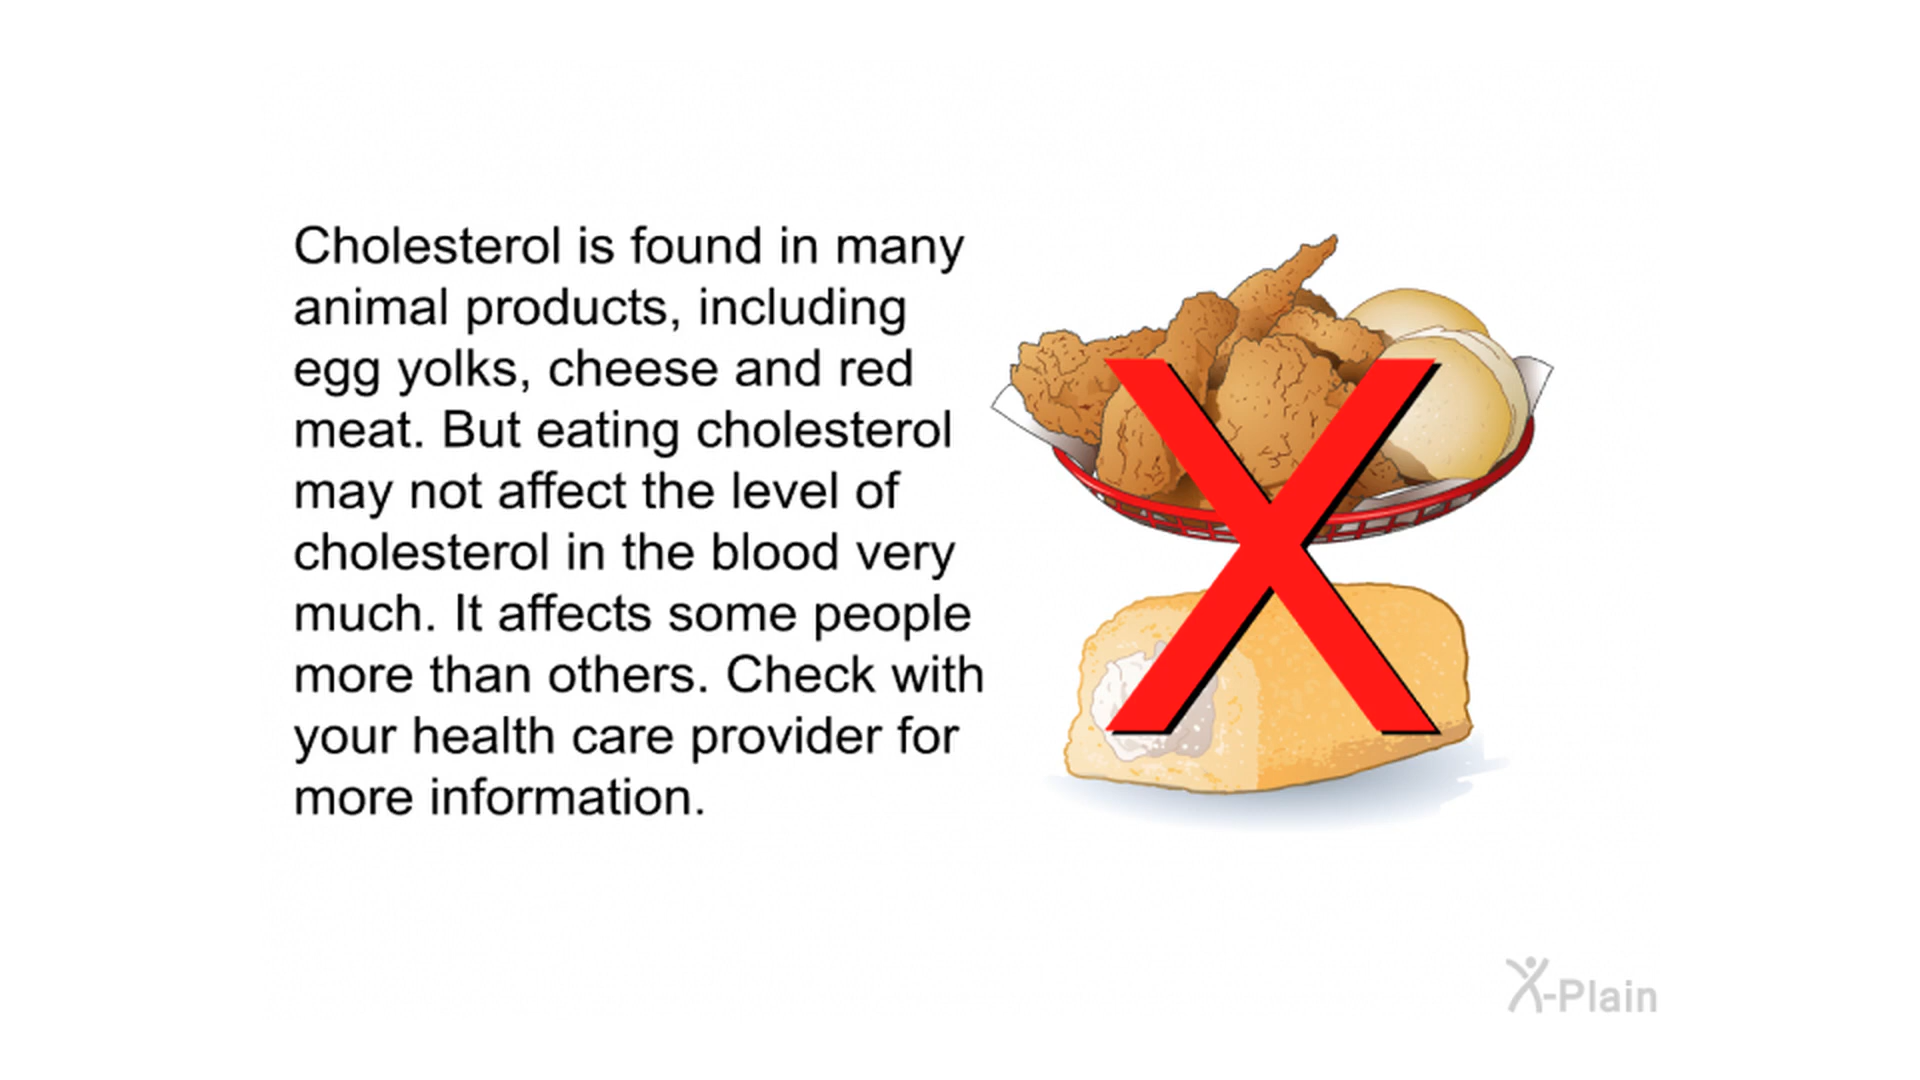 Cholesterol is found in many
animal products, including
egg yolks, cheese and red
meat. But eating cholesterol
may not affect the level of
cholesterol in the blood very
much. It affects some people
more than others. Check with
your health care provider for
more information.
X-Plain